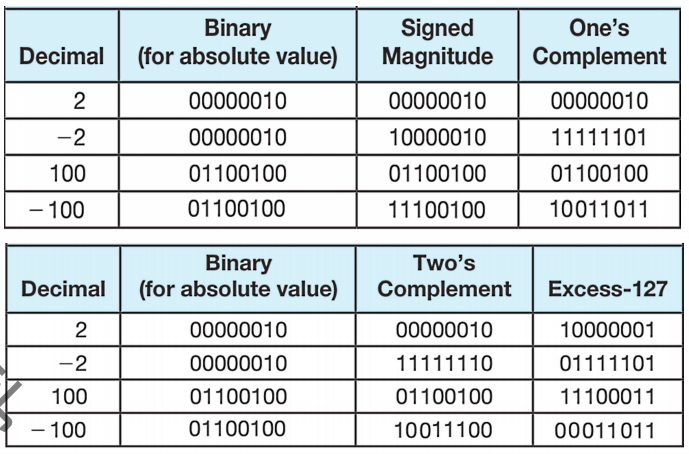 Decimal Binary (for absolute value) Signed Magnitude One's Complement
2 00000010 00000010 00000010
−2 00000010 10000010 11111101
100 01100100 01100100 01100100
−100 01100100 11100100 10011011
Decimal Binary (for absolute value) Two's Complement Excess-127
2 00000010 00000010 10000001
−2 00000010 11111110 01111101
100 01100100 01100100 11100011
−100 01100100 10011100 00011011